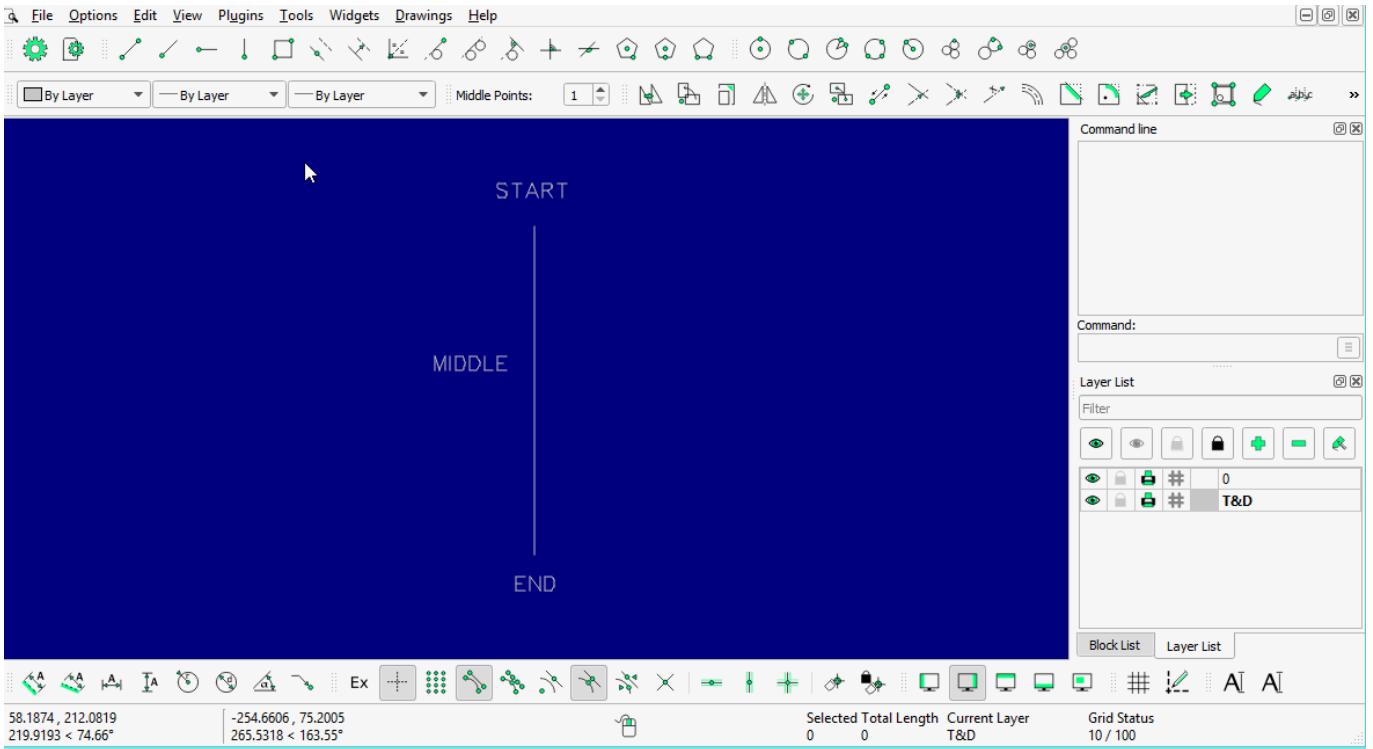 File Options Edit View Plugins Tools Widgets Drawings Help
By Layer By Layer By Layer Middle Points: 1 »
Command line
START
MIDDLE
END
Command:
Layer List
Filter
0
T&D
Block List Layer List
A A A A Ex AI AI
58.1874 , 212.0819 -254.6606 , 75.2005 Selected Total Length Current Layer Grid Status
219.9193 < 74.66° 265.5318 < 163.55° 0 0 T&D 10 / 100